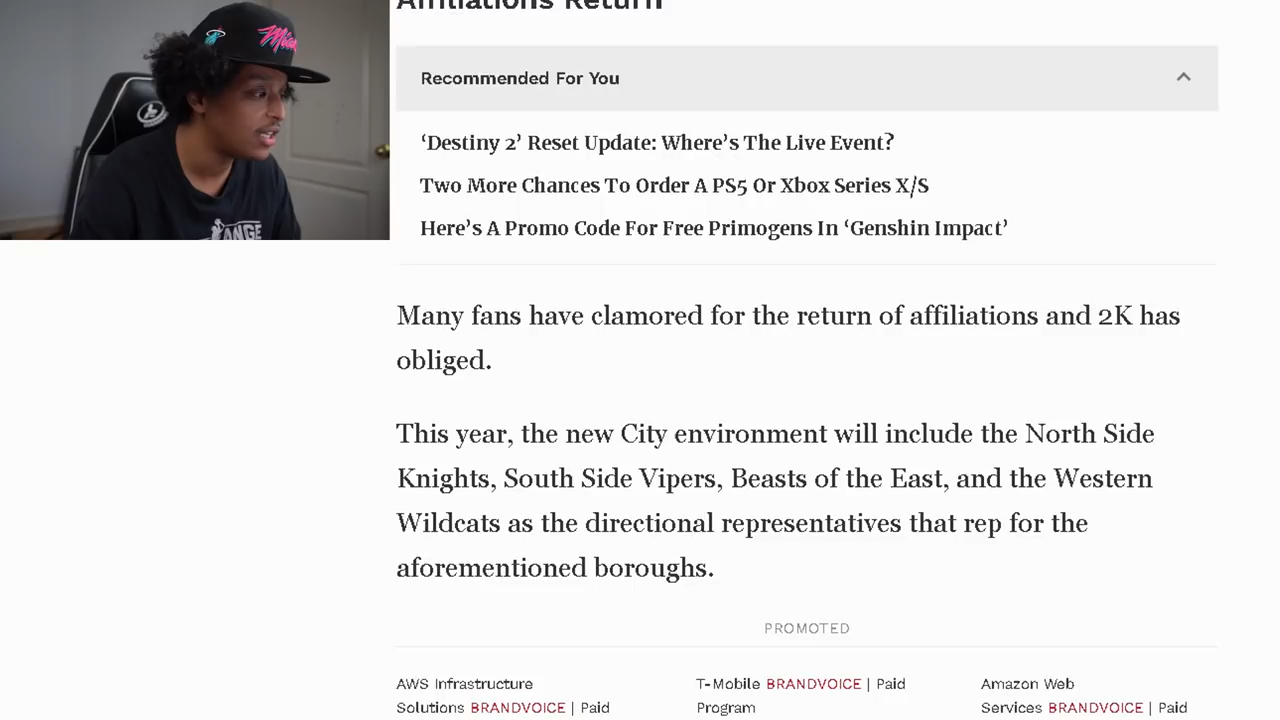 Affiliations Return
Recommended For You
‘Destiny 2’ Reset Update: Where’s The Live Event?
Two More Chances To Order A PS5 Or Xbox Series X/S
Here’s A Promo Code For Free Primogens In ‘Genshin Impact’
Many fans have clamored for the return of affiliations and 2K has
obliged.
This year, the new City environment will include the North Side
Knights, South Side Vipers, Beasts of the East, and the Western
Wildcats as the directional representatives that rep for the
aforementioned boroughs.
PROMOTED
AWS Infrastructure
Solutions BRANDVOICE | Paid
T-Mobile BRANDVOICE | Paid
Program
Amazon Web
Services BRANDVOICE | Paid